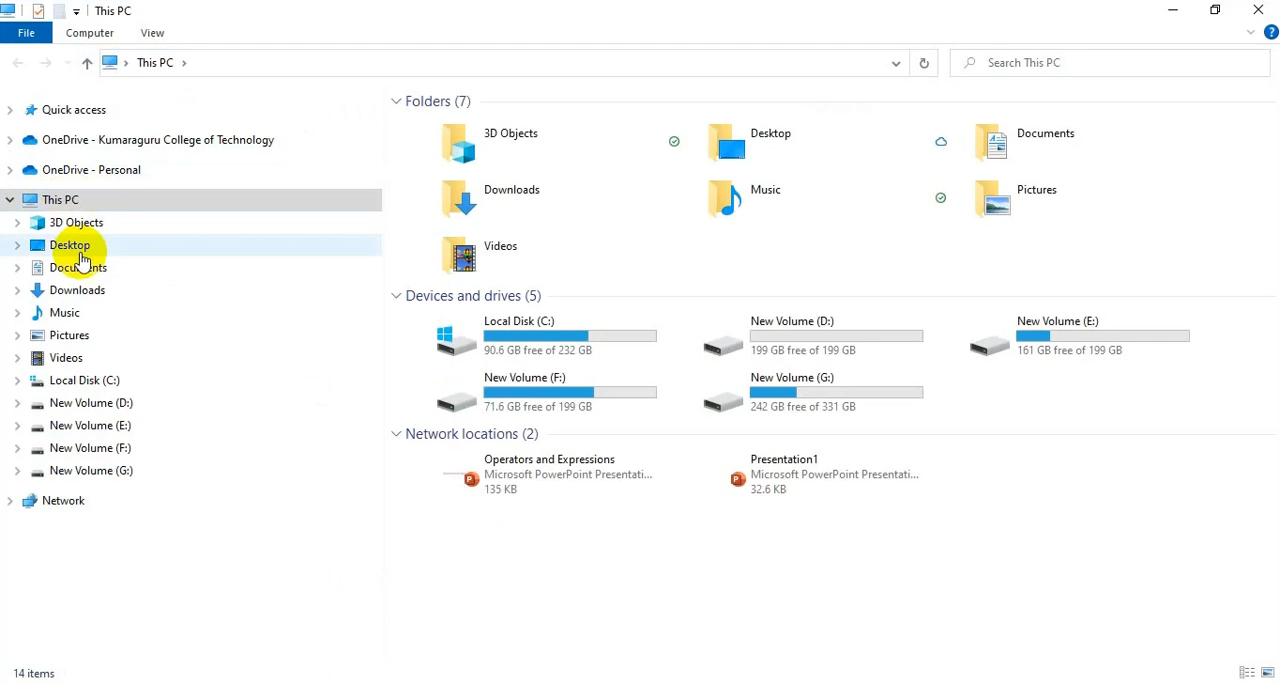 This PC
File
Computer
View
This PC
Search This PC
Quick access
OneDrive - Kumaraguru College of Technology
OneDrive - Personal
This PC
3D Objects
Desktop
Documents
Downloads
Music
Pictures
Videos
Local Disk (C:)
New Volume (D:)
New Volume (E:)
New Volume (F:)
New Volume (G:)
Network
Folders (7)
3D Objects
Desktop
Documents
Downloads
Music
Pictures
Videos
Devices and drives (5)
Local Disk (C:)
90.6 GB free of 232 GB
New Volume (D:)
199 GB free of 199 GB
New Volume (E:)
161 GB free of 199 GB
New Volume (F:)
71.6 GB free of 199 GB
New Volume (G:)
242 GB free of 331 GB
Network locations (2)
Operators and Expressions
Microsoft PowerPoint Presentati...
135 KB
Presentation1
Microsoft PowerPoint Presentati...
32.6 KB
14 items